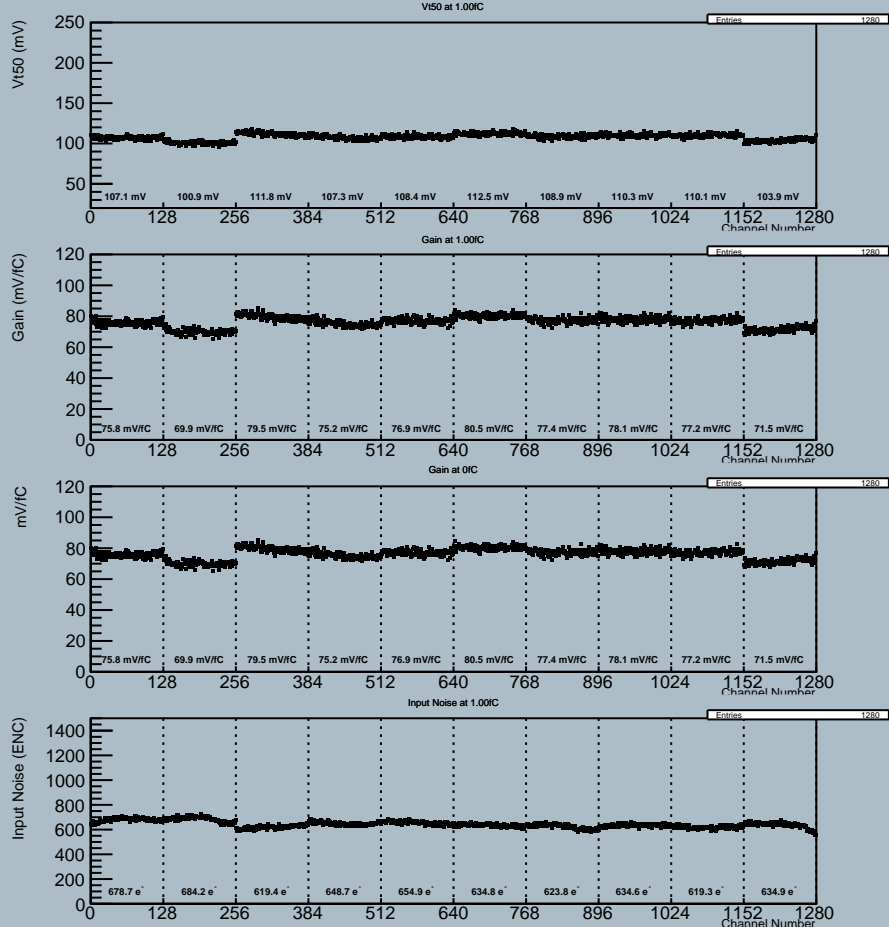 Vt50 at 1.00fC
Entries 1280
Vt50 (mV)
250
200
150
100
50
107.1 mV 100.9 mV 111.8 mV 107.3 mV 108.4 mV 112.5 mV 108.9 mV 110.3 mV 110.1 mV 103.9 mV
0 128 256 384 512 640 768 896 1024 1152 1280
Channel Number
Gain at 1.00fC
Entries 1280
Gain (mV/fC)
120
100
80
60
40
20
0
75.8 mV/fC 69.9 mV/fC 79.5 mV/fC 75.2 mV/fC 76.9 mV/fC 80.5 mV/fC 77.4 mV/fC 78.1 mV/fC 77.2 mV/fC 71.5 mV/fC
0 128 256 384 512 640 768 896 1024 1152 1280
Channel Number
Gain at 0fC
Entries 1280
mV/fC
120
100
80
60
40
20
0
75.8 mV/fC 69.9 mV/fC 79.5 mV/fC 75.2 mV/fC 76.9 mV/fC 80.5 mV/fC 77.4 mV/fC 78.1 mV/fC 77.2 mV/fC 71.5 mV/fC
0 128 256 384 512 640 768 896 1024 1152 1280
Channel Number
Input Noise at 1.00fC
Entries 1280
Input Noise (ENC)
1400
1200
1000
800
600
400
200
0
678.7 e⁻ 684.2 e⁻ 619.4 e⁻ 648.7 e⁻ 654.9 e⁻ 634.8 e⁻ 623.8 e⁻ 634.6 e⁻ 619.3 e⁻ 634.9 e⁻
0 128 256 384 512 640 768 896 1024 1152 1280
Channel Number